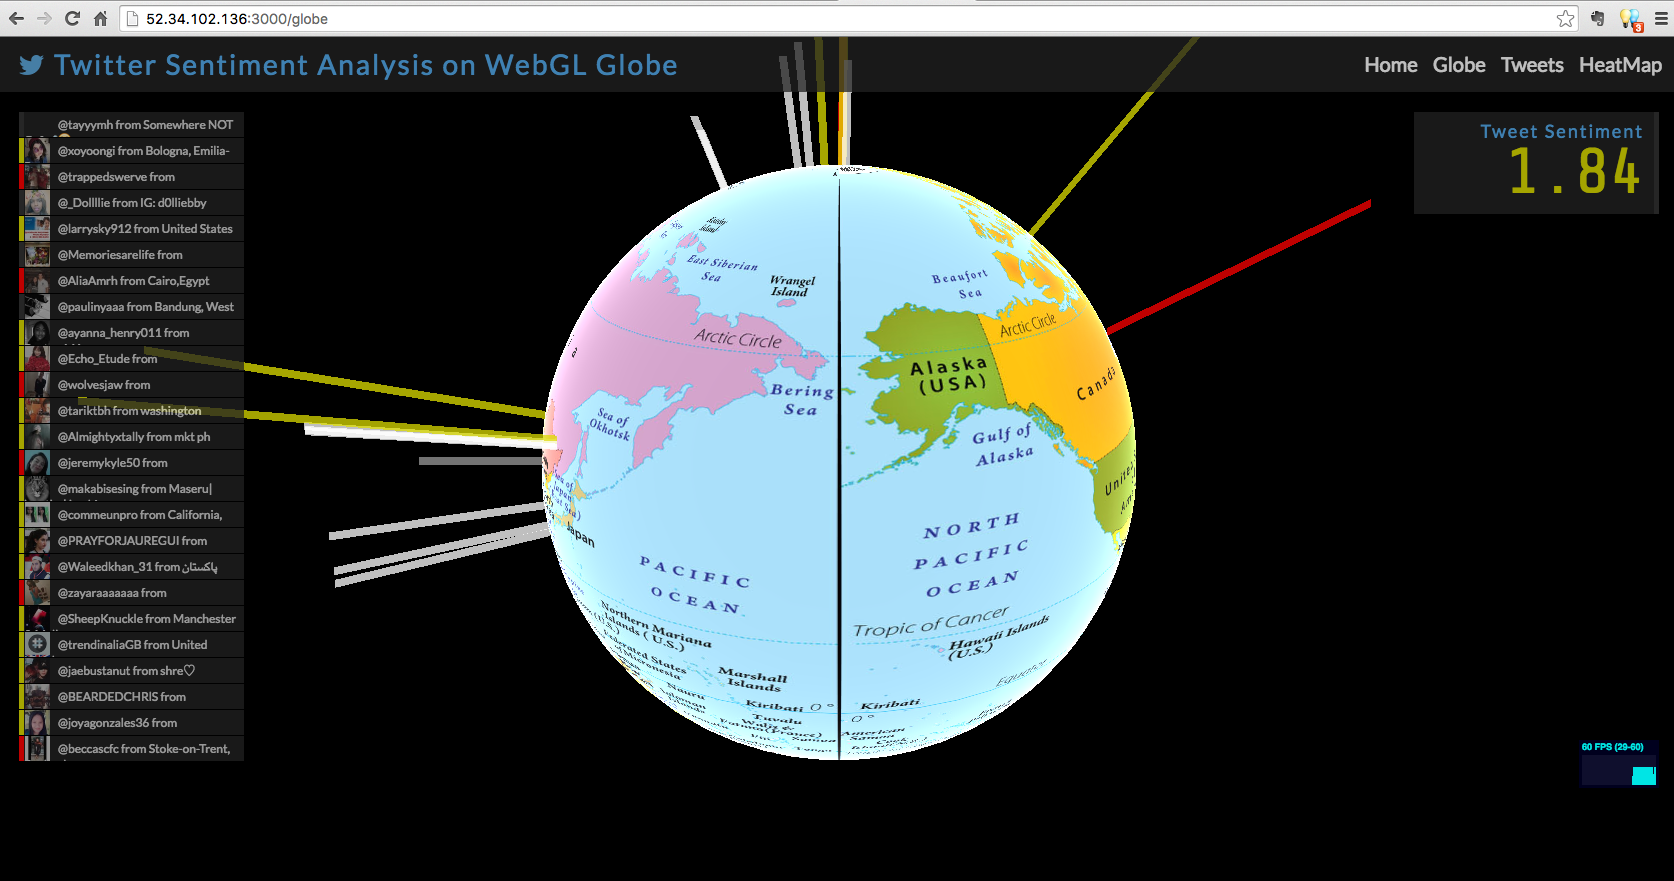 52.34.102.136:3000/globe
Twitter Sentiment Analysis on WebGL Globe
Home Globe Tweets HeatMap
@tayyymh from Somewhere NOT
@xoyoongi from Bologna, Emilia-
@trappedswerve from
@_Dollllie from IG: d0lliebby
@larrysky912 from United States
@Memoriesarelife from
@AliaAmrh from Cairo,Egypt
@paulinyaaa from Bandung, West
@ayanna_henry011 from
@Echo_Etude from
@wolvesjaw from
@tariktbh from washington
@Almightyxtally from mkt ph
@jeremykyle50 from
@makabisesing from Maseru|
@commeunpro from California,
@PRAYFORJAUREGUI from
@Waleedkhan_31 from پاکستان
@zayaraaaaaaa from
@SheepKnuckle from Manchester
@trendinaliaGB from United
@jaebustanut from shre♡
@BEARDEDCHRIS from
@joyagonzales36 from
@beccascfc from Stoke-on-Trent,
Tweet Sentiment
1.84
East Siberian
Sea
Wrangel
Island
Beaufort
Sea
Arctic Circle
Arctic Circle
Alaska
(USA)
Canada
Bering
Sea
Sea of
Okhotsk
Gulf of
Alaska
United
Japan
NORTH
PACIFIC
OCEAN
PACIFIC
OCEAN
Tropic of Cancer
Hawaii Islands
(U.S.)
Northern Mariana
Islands ( U.S.)
Federated States
of Micronesia
Marshall
Islands
Equator
Nauru
Kiribati 0 °
Kiribati
0 °
Tuvalu
American
Samoa
60 FPS (29-60)